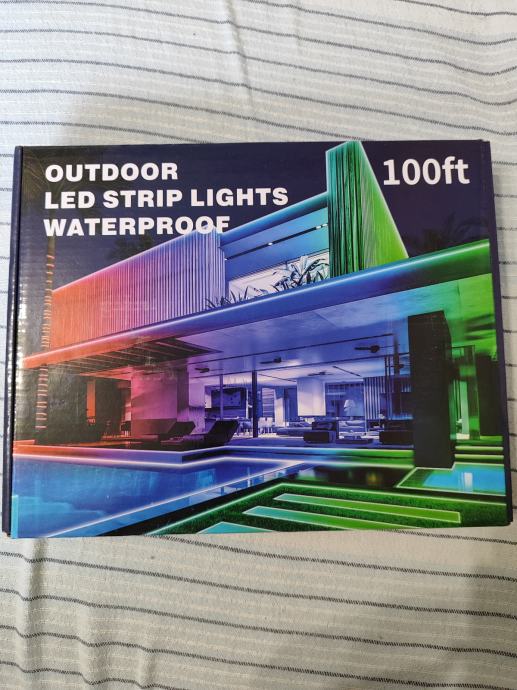 OUTDOOR
LED STRIP LIGHTS
WATERPROOF
100ft